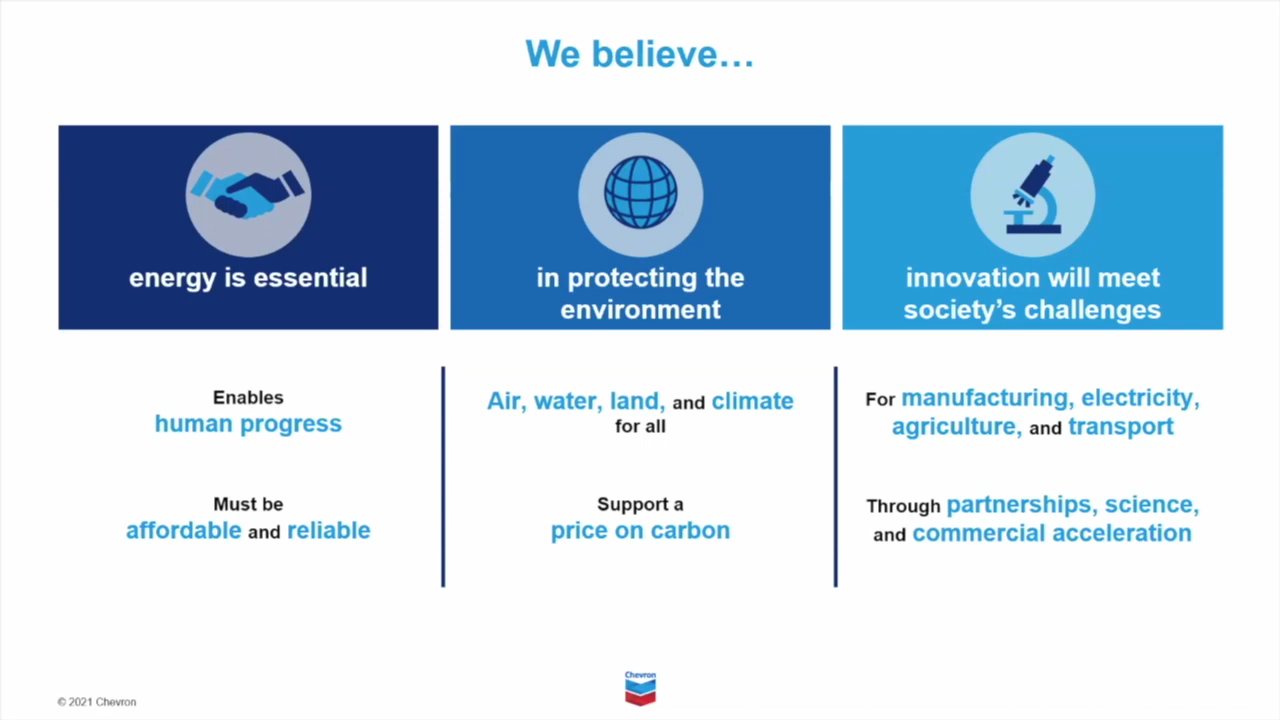 We believe…
energy is essential
in protecting the
environment
innovation will meet
society's challenges
Enables
human progress
Must be
affordable and reliable
Air, water, land, and climate
for all
Support a
price on carbon
For manufacturing, electricity,
agriculture, and transport
Through partnerships, science,
and commercial acceleration
© 2021 Chevron
Chevron